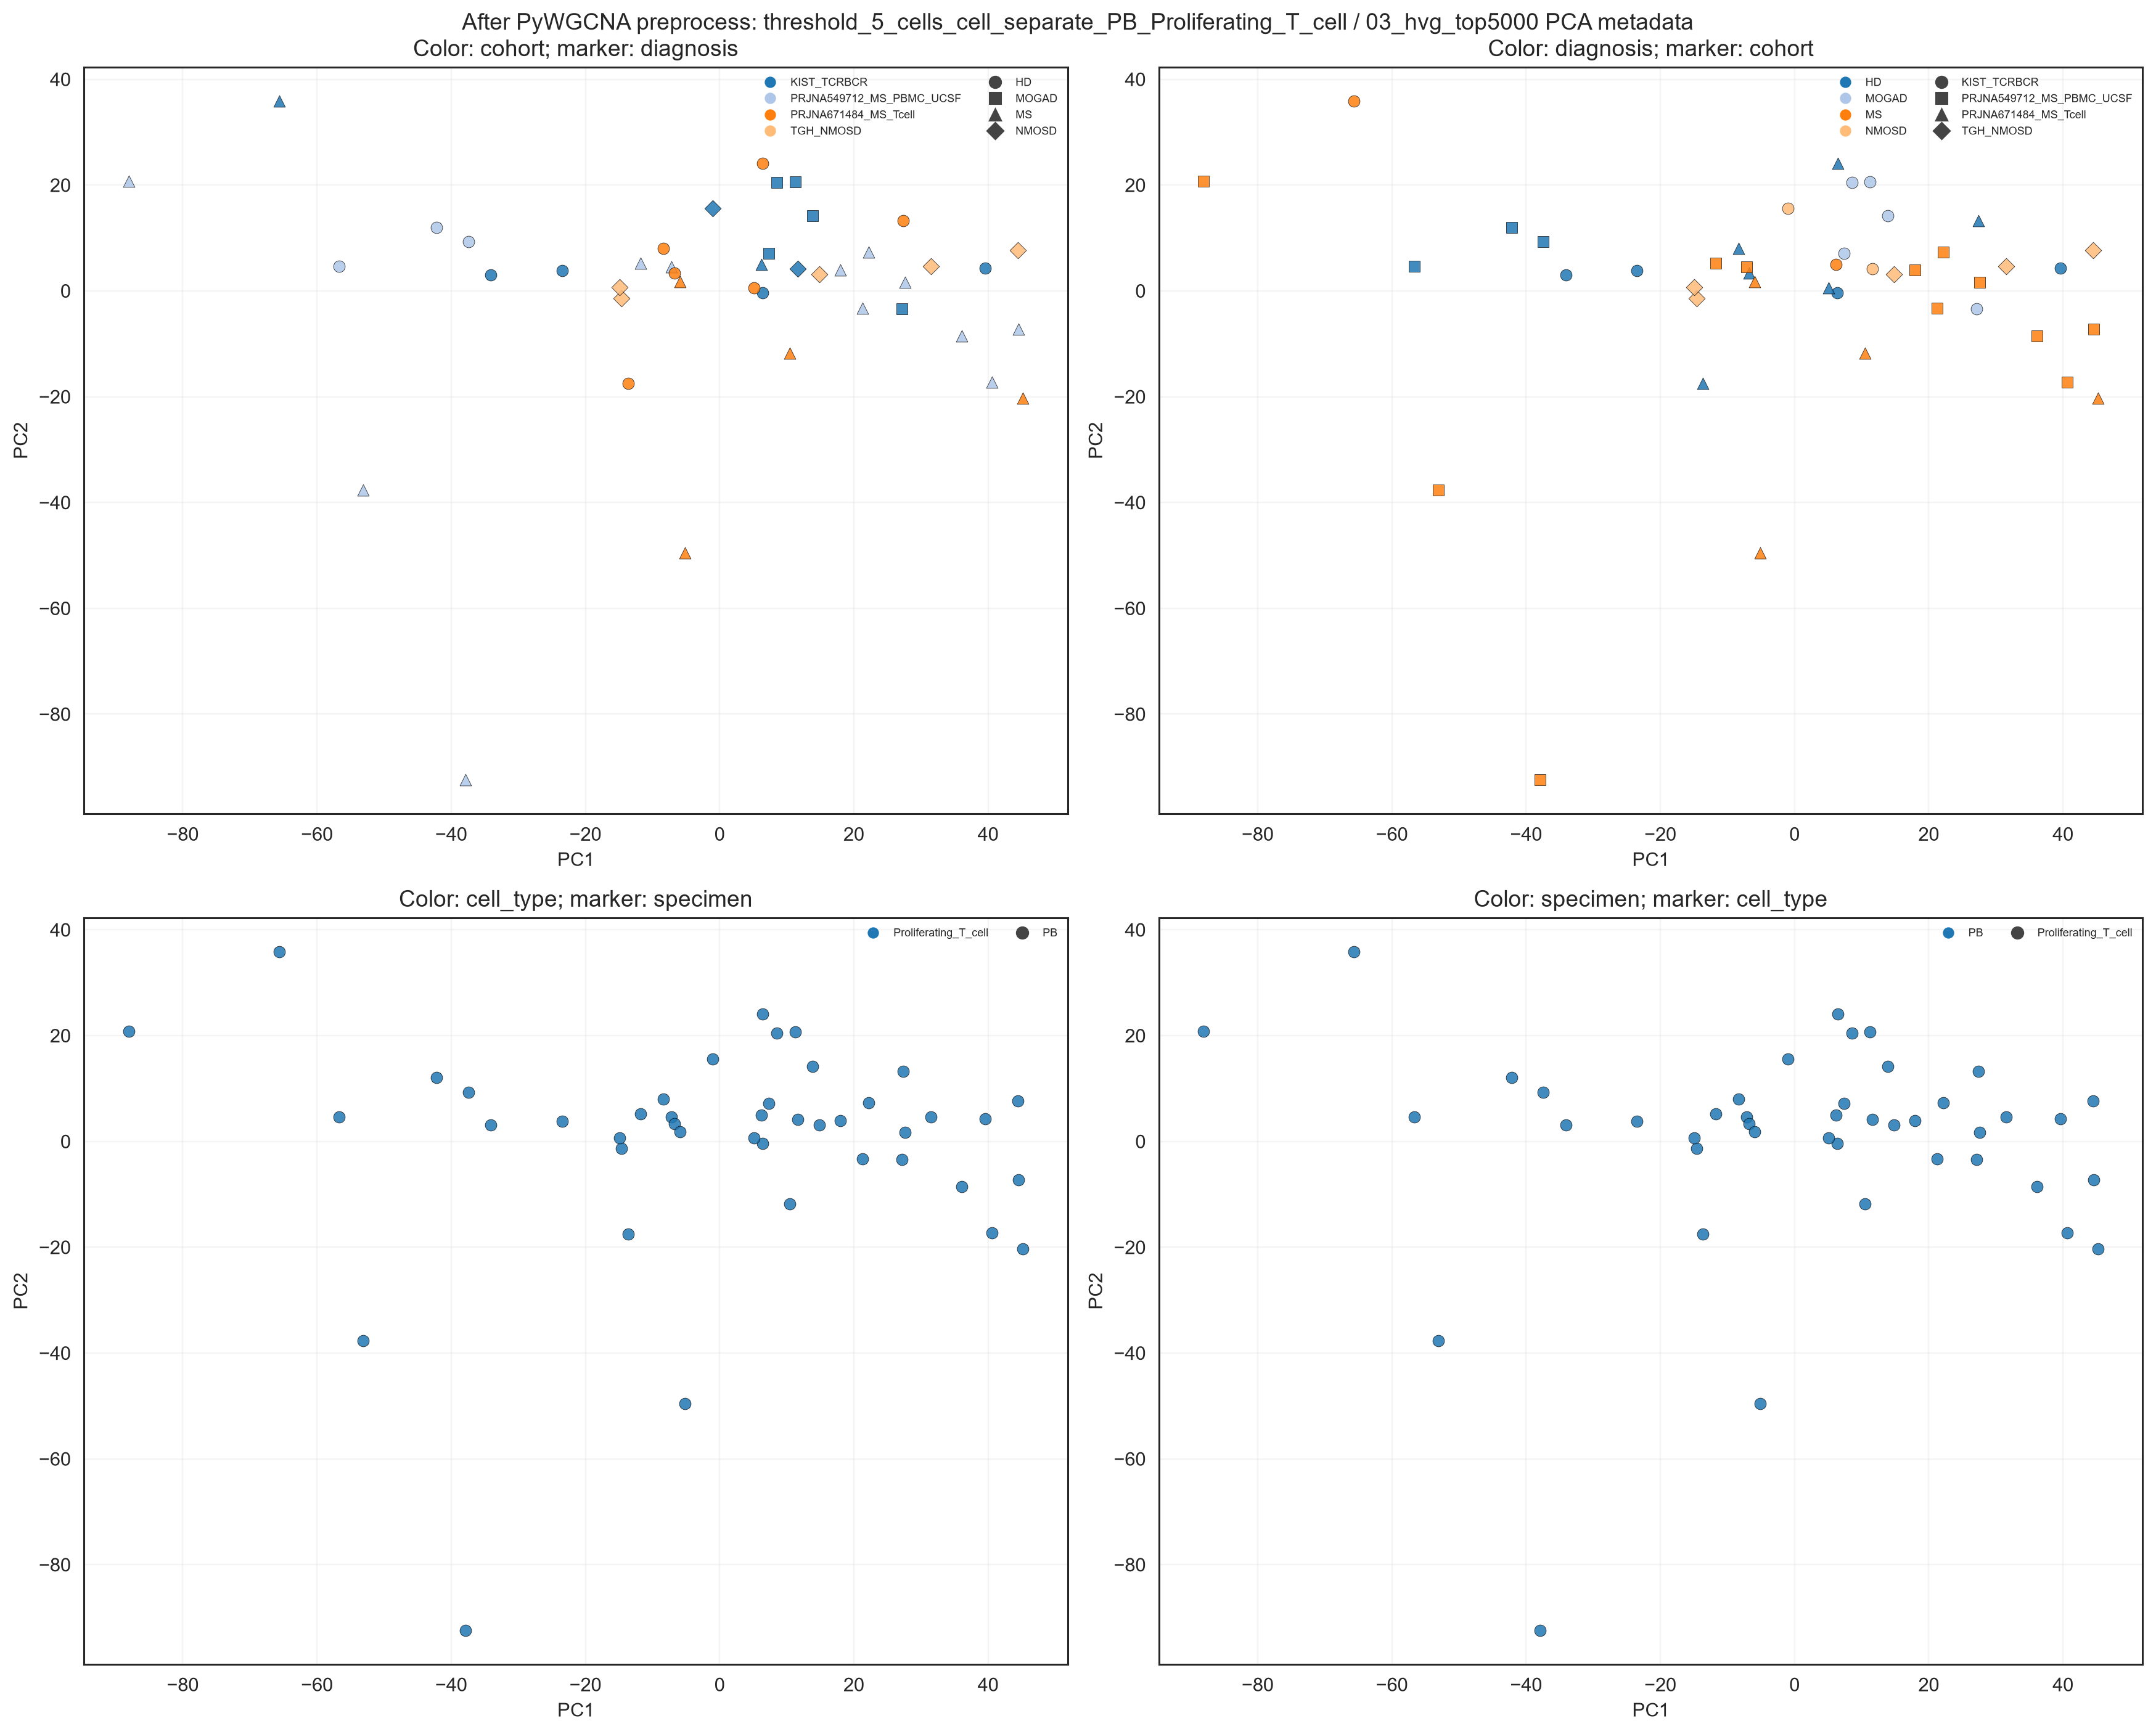 After PyWGCNA preprocess: threshold_5_cells_cell_separate_PB_Proliferating_T_cell / 03_hvg_top5000 PCA metadata
Color: cohort; marker: diagnosis
KIST_TCRBCR
PRJNA549712_MS_PBMC_UCSF
PRJNA671484_MS_Tcell
TGH_NMOSD
HD
MOGAD
MS
NMOSD
40
20
0
−20
−40
−60
−80
PC2
−80 −60 −40 −20 0 20 40
PC1
Color: diagnosis; marker: cohort
HD
MOGAD
MS
NMOSD
KIST_TCRBCR
PRJNA549712_MS_PBMC_UCSF
PRJNA671484_MS_Tcell
TGH_NMOSD
40
20
0
−20
−40
−60
−80
PC2
−80 −60 −40 −20 0 20 40
PC1
Color: cell_type; marker: specimen
Proliferating_T_cell PB
40
20
0
−20
−40
−60
−80
PC2
−80 −60 −40 −20 0 20 40
PC1
Color: specimen; marker: cell_type
PB Proliferating_T_cell
40
20
0
−20
−40
−60
−80
PC2
−80 −60 −40 −20 0 20 40
PC1